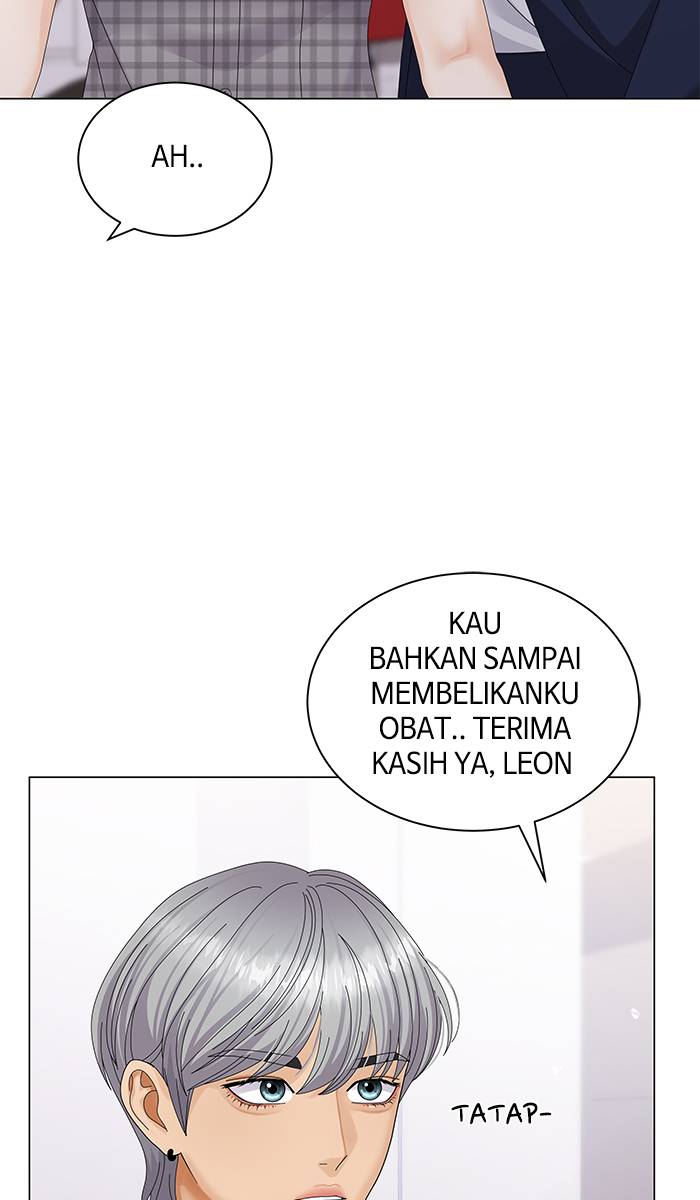 AH..
KAU
BAHKAN SAMPAI
MEMBELIKANKU
OBAT.. TERIMA
KASIH YA, LEON
TATAP-